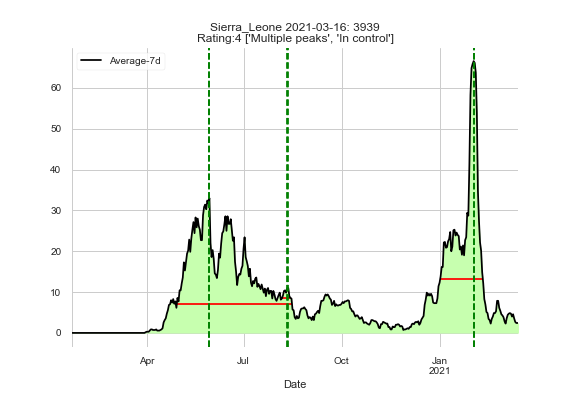 Sierra_Leone 2021-03-16: 3939
Rating:4 ['Multiple peaks', 'In control']
Average-7d
60
50
40
30
20
10
0
Apr
Jul
Oct
Jan
2021
Date